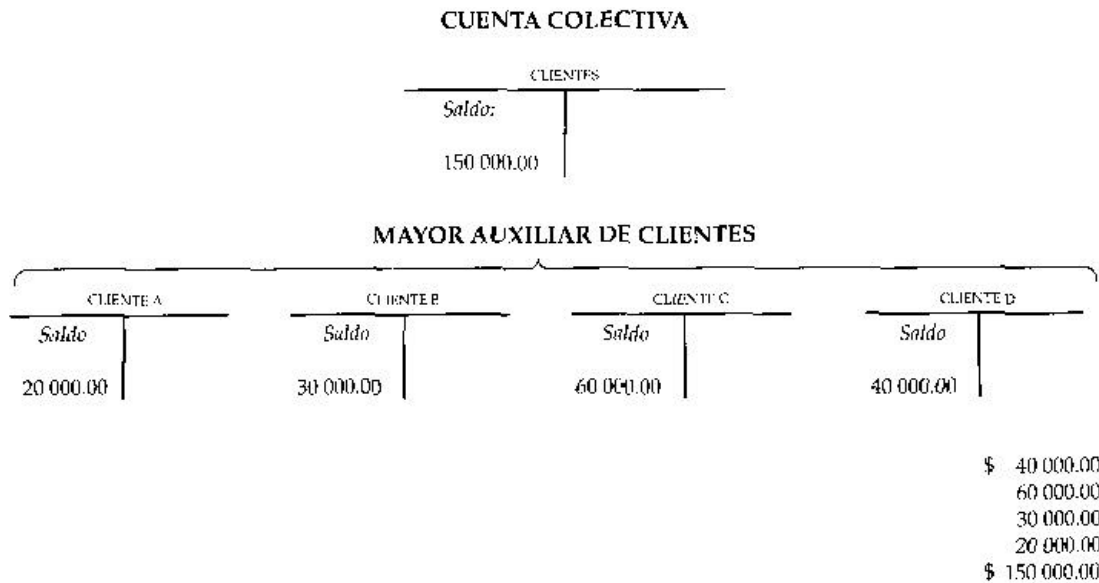 CUENTA COLECTIVA
CLIENTES
Saldo:
150 000.00
MAYOR AUXILIAR DE CLIENTES
CLIENTE A CLIENTE B CLIENTE C CLIENTE D
Saldo Saldo Saldo Saldo
20 000.00 30 000.00 60 000.00 40 000.00
$ 40 000.00
60 000.00
30 000.00
20 000.00
$ 150 000.00